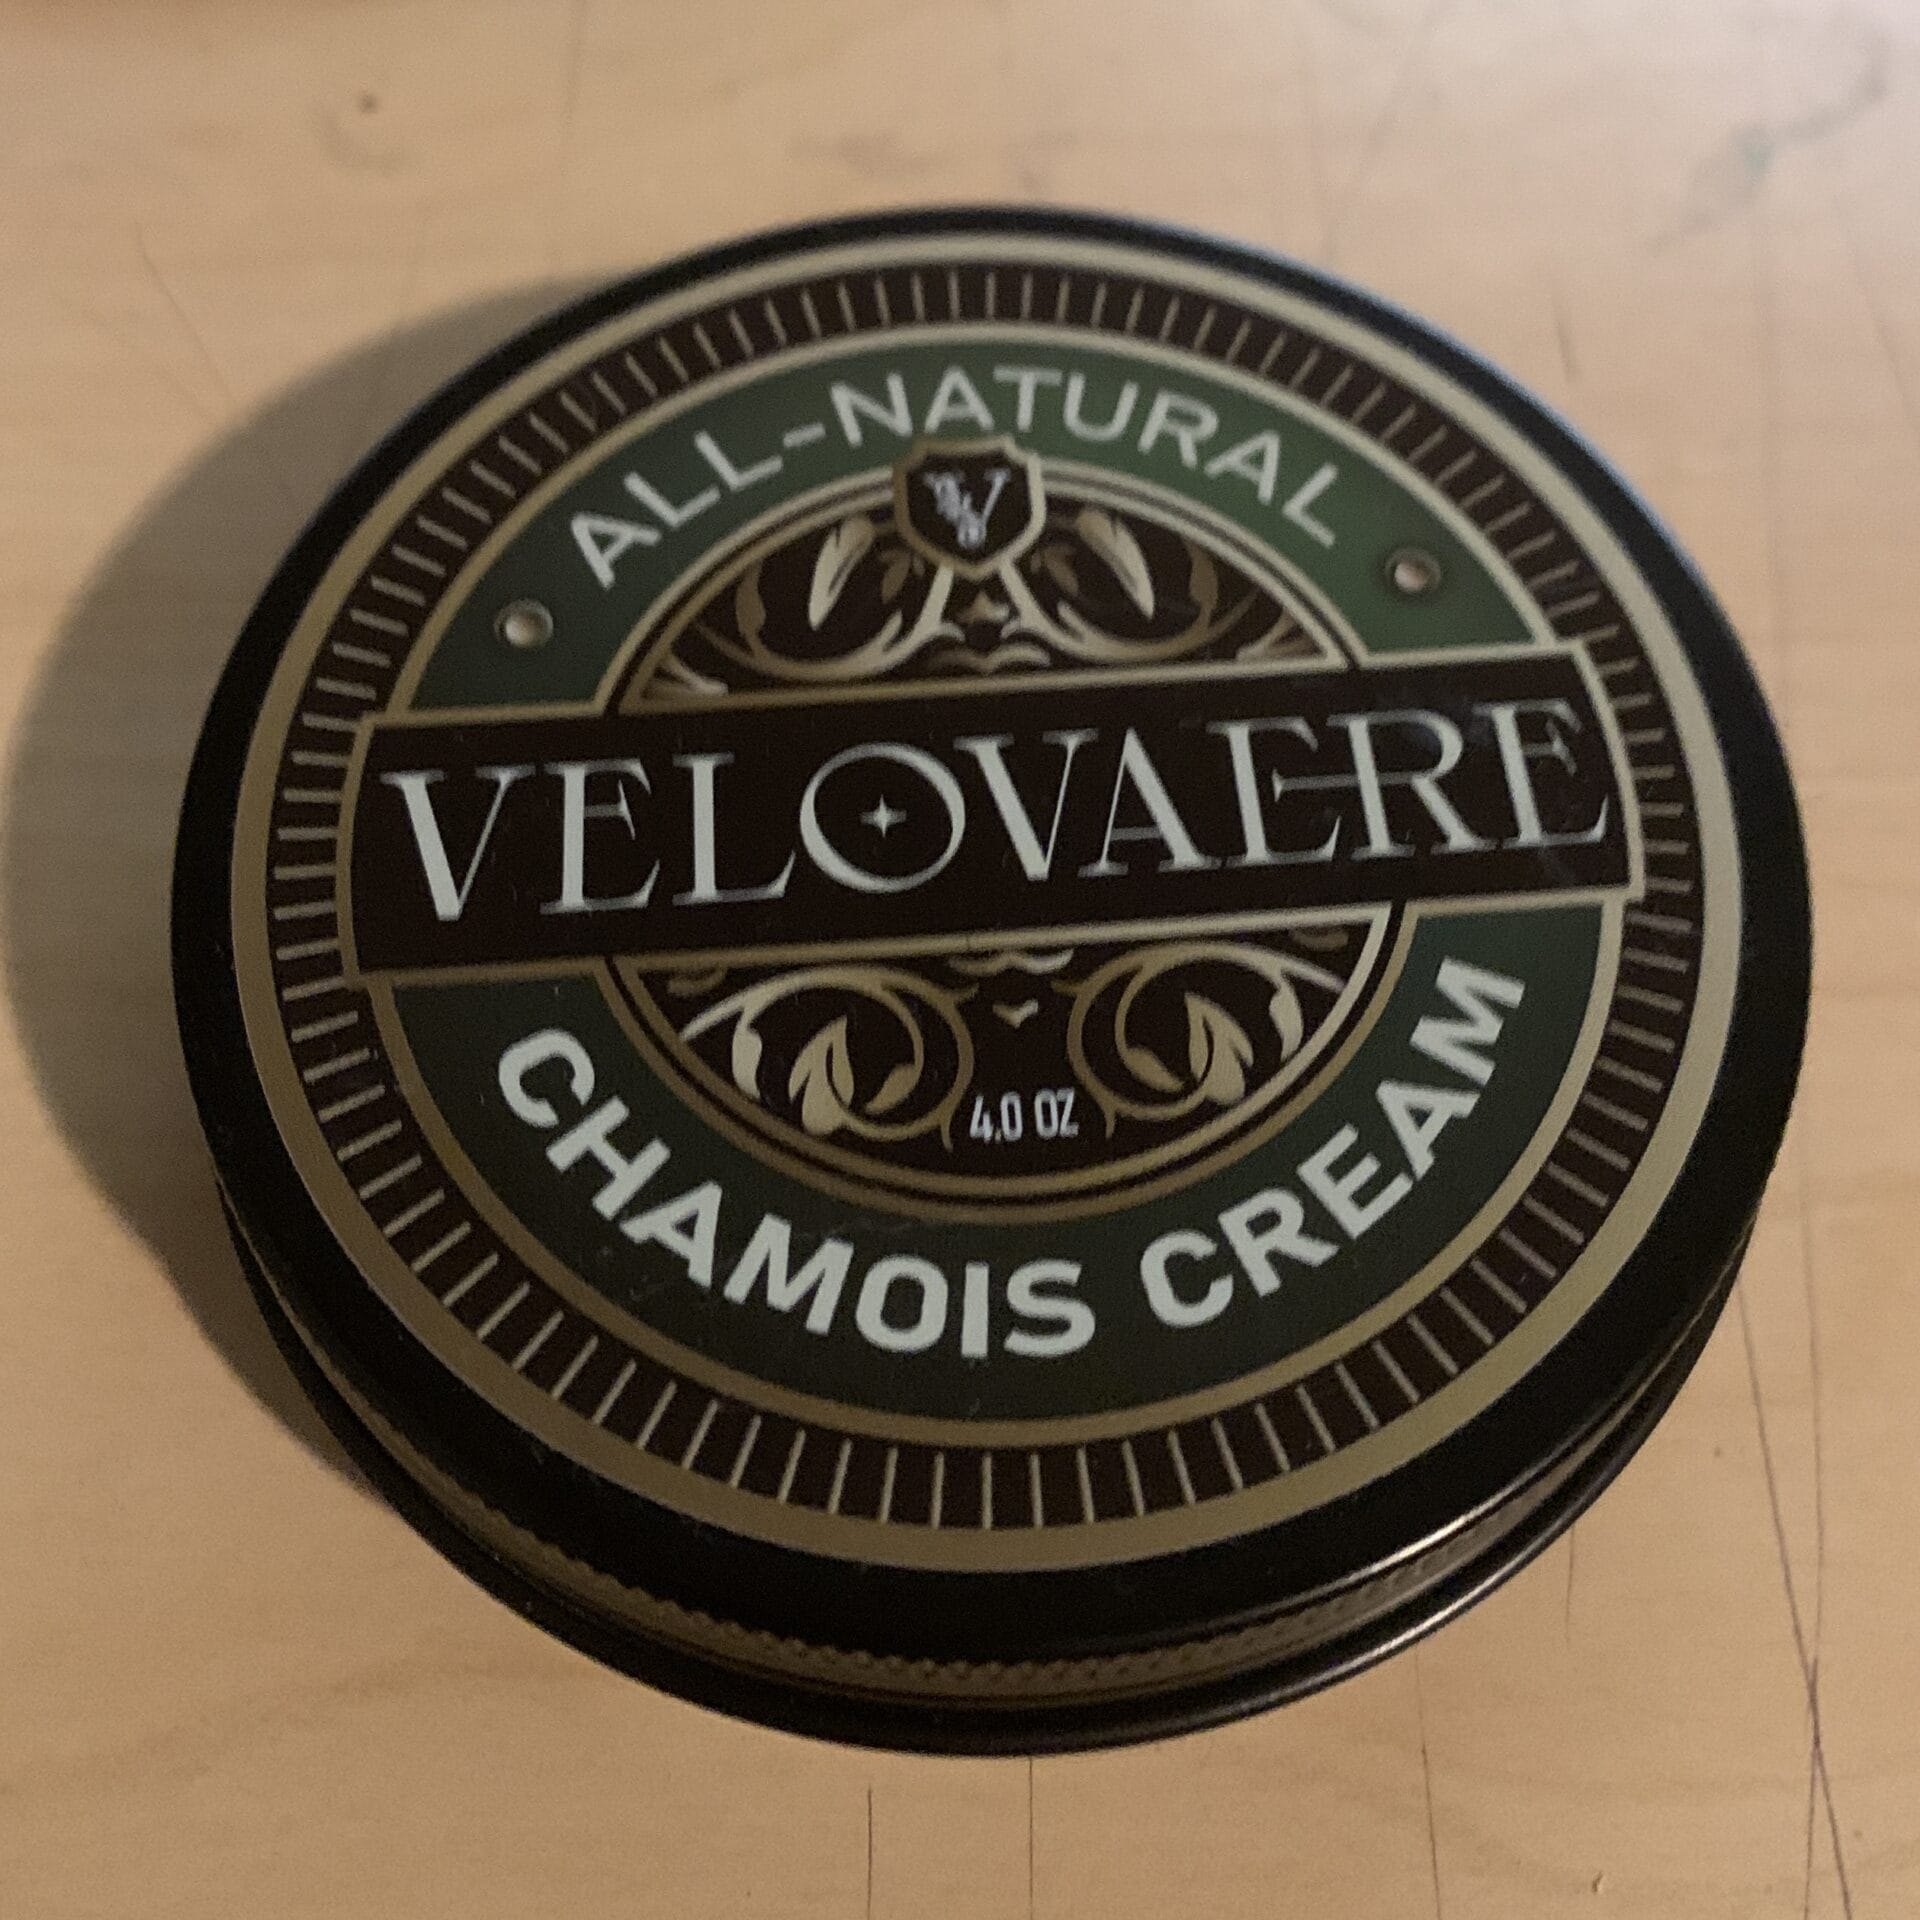 ALL-NATURAL
V
VELOVAERE
4.0 OZ
CHAMOIS CREAM